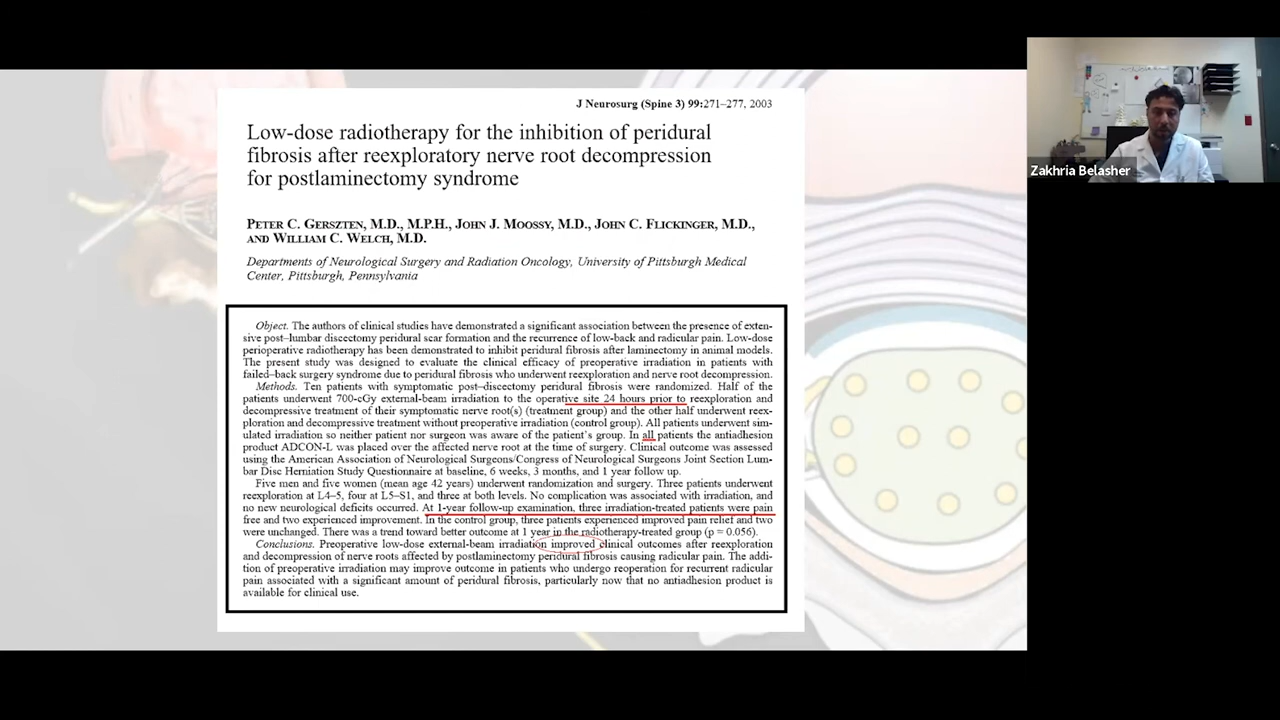 J Neurosurg (Spine 3) 99:271–277, 2003
Low-dose radiotherapy for the inhibition of peridural
fibrosis after reexploratory nerve root decompression
for postlaminectomy syndrome
PETER C. GERSZTEN, M.D., M.P.H., JOHN J. MOOSSY, M.D., JOHN C. FLICKINGER, M.D.,
AND WILLIAM C. WELCH, M.D.
Departments of Neurological Surgery and Radiation Oncology, University of Pittsburgh Medical
Center, Pittsburgh, Pennsylvania
Object. The authors of clinical studies have demonstrated a significant association between the presence of exten-
sive post–lumbar discectomy peridural scar formation and the recurrence of low-back and radicular pain. Low-dose
perioperative radiotherapy has been demonstrated to inhibit peridural fibrosis after laminectomy in animal models.
The present study was designed to evaluate the clinical efficacy of preoperative irradiation in patients with
failed–back surgery syndrome due to peridural fibrosis who underwent reexploration and nerve root decompression.
Methods. Ten patients with symptomatic post–discectomy peridural fibrosis were randomized. Half of the
patients underwent 700-cGy external-beam irradiation to the operative site 24 hours prior to reexploration and
decompressive treatment of their symptomatic nerve root(s) (treatment group) and the other half underwent reex-
ploration and decompressive treatment without preoperative irradiation (control group). All patients underwent sim-
ulated irradiation so neither patient nor surgeon was aware of the patient's group. In all patients the antiadhesion
product ADCON-L was placed over the affected nerve root at the time of surgery. Clinical outcome was assessed
using the American Association of Neurological Surgeons/Congress of Neurological Surgeons Joint Section Lum-
bar Disc Herniation Study Questionnaire at baseline, 6 weeks, 3 months, and 1 year follow up.
Five men and five women (mean age 42 years) underwent randomization and surgery. Three patients underwent
reexploration at L4–5, four at L5–S1, and three at both levels. No complication was associated with irradiation, and
no new neurological deficits occurred. At 1-year follow-up examination, three irradiation-treated patients were pain
free and two experienced improvement. In the control group, three patients experienced improved pain relief and two
were unchanged. There was a trend toward better outcome at 1 year in the radiotherapy-treated group (p = 0.056).
Conclusions. Preoperative low-dose external-beam irradiation improved clinical outcomes after reexploration
and decompression of nerve roots affected by postlaminectomy peridural fibrosis causing radicular pain. The addi-
tion of preoperative irradiation may improve outcome in patients who undergo reoperation for recurrent radicular
pain associated with a significant amount of peridural fibrosis, particularly now that no antiadhesion product is
available for clinical use.
Zakhria Belasher